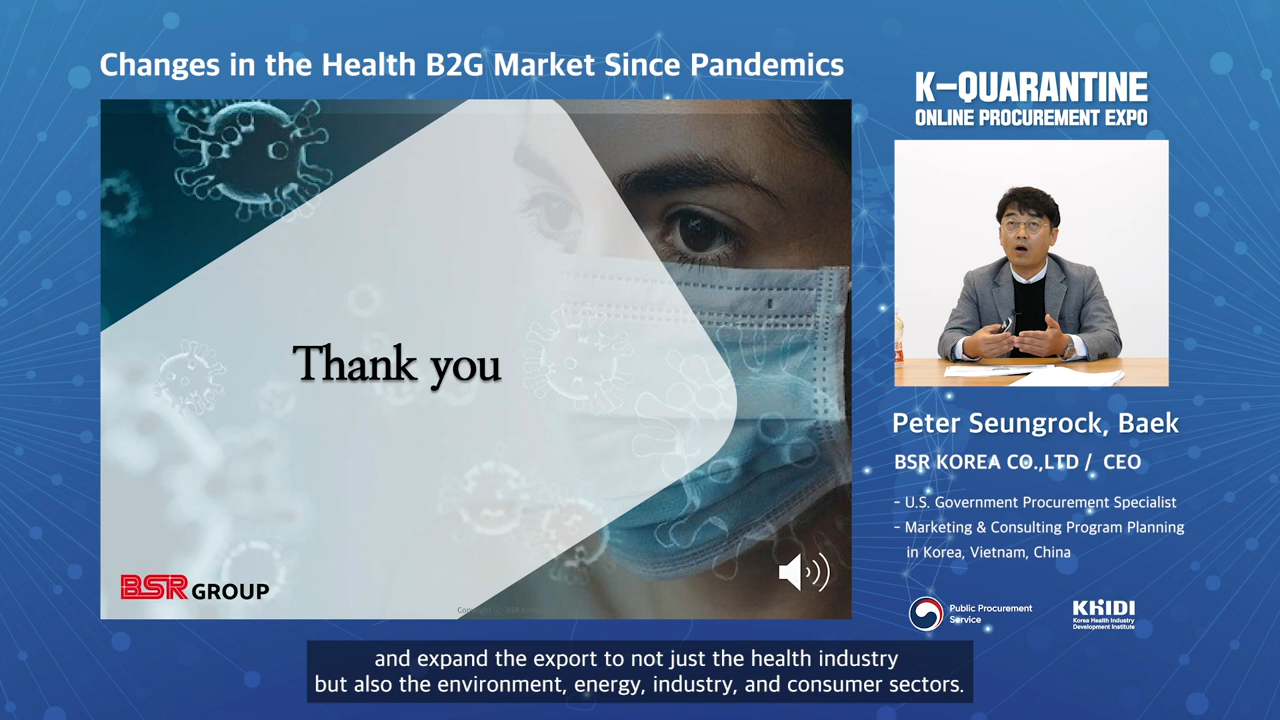 Changes in the Health B2G Market Since Pandemics
K-QUARANTINE
ONLINE PROCUREMENT EXPO
Thank you
BSR GROUP
Peter Seungrock, Baek
BSR KOREA CO.,LTD / CEO
- U.S. Government Procurement Specialist
- Marketing & Consulting Program Planning
in Korea, Vietnam, China
Public Procurement
Service
KHIDI
Korea Health Industry
Development Institute
and expand the export to not just the health industry
but also the environment, energy, industry, and consumer sectors.